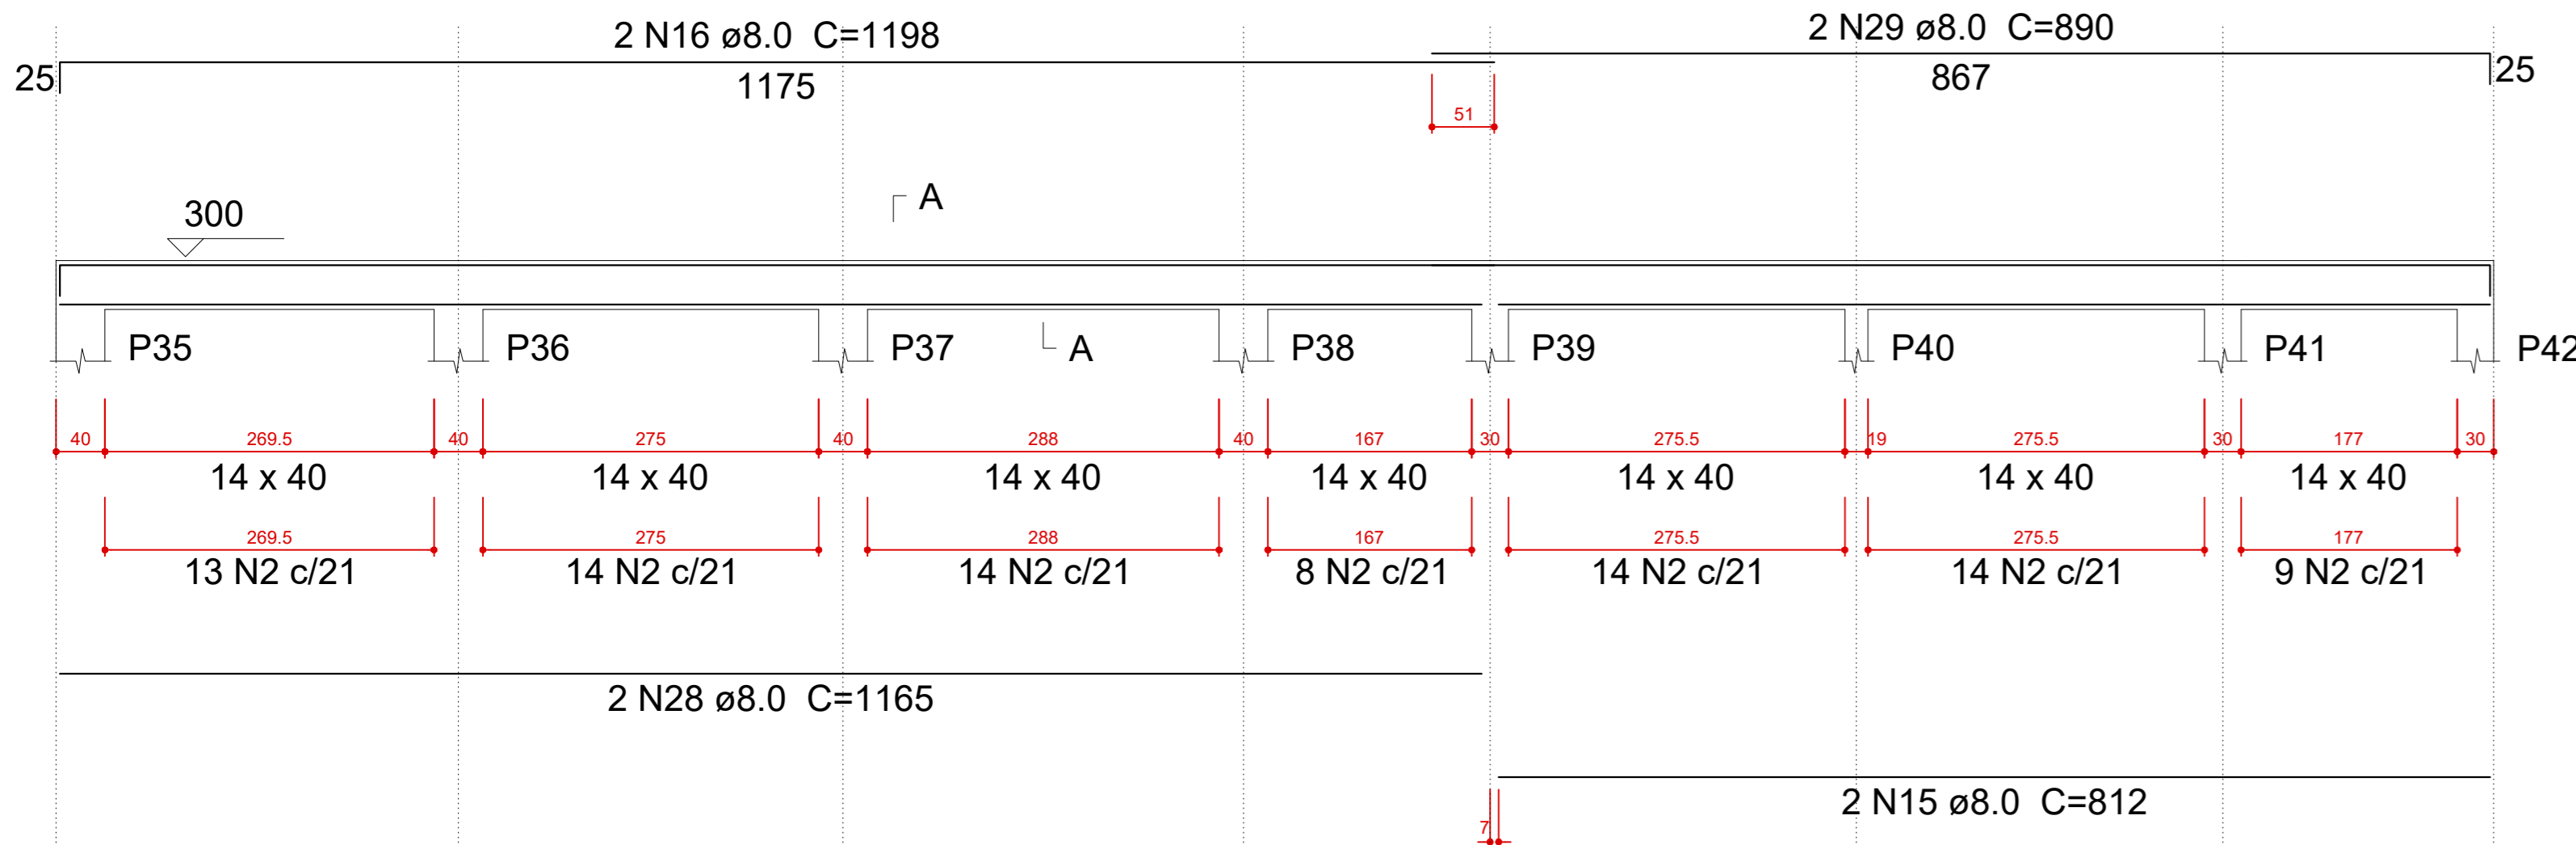 2 N16 ø8.0 C=1198
2 N29 ø8.0 C=890
25
1175
867
25
51
A
300
P35
P36
P37
A
P38
P39
P40
P41
P42
40
269.5
40
275
40
288
40
167
30
275.5
19
275.5
30
177
30
14 x 40
14 x 40
14 x 40
14 x 40
14 x 40
14 x 40
14 x 40
269.5
275
288
167
275.5
275.5
177
13 N2 c/21
14 N2 c/21
14 N2 c/21
8 N2 c/21
14 N2 c/21
14 N2 c/21
9 N2 c/21
2 N28 ø8.0 C=1165
2 N15 ø8.0 C=812
7